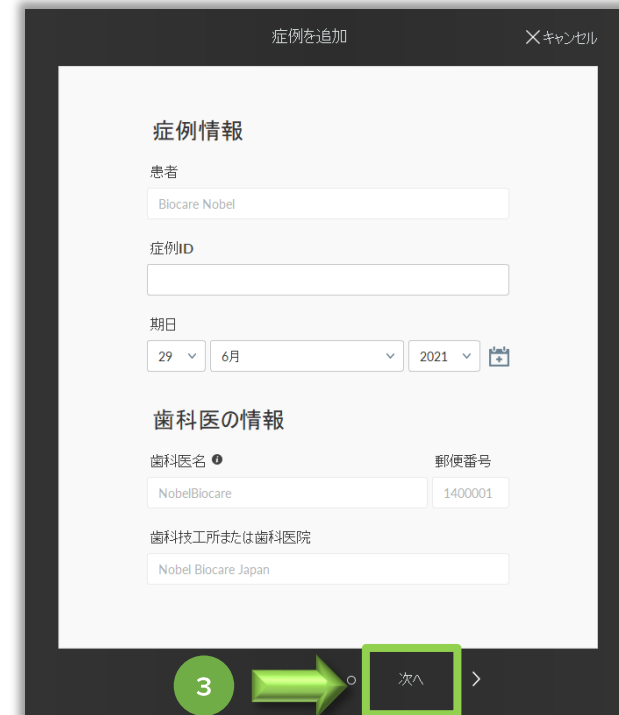 症例を追加
キャンセル
症例情報
患者
Biocare Nobel
症例ID
期日
29 6月 2021
歯科医の情報
歯科医名 郵便番号
NobelBiocare 1400001
歯科技工所または歯科医院
Nobel Biocare Japan
3
次へ